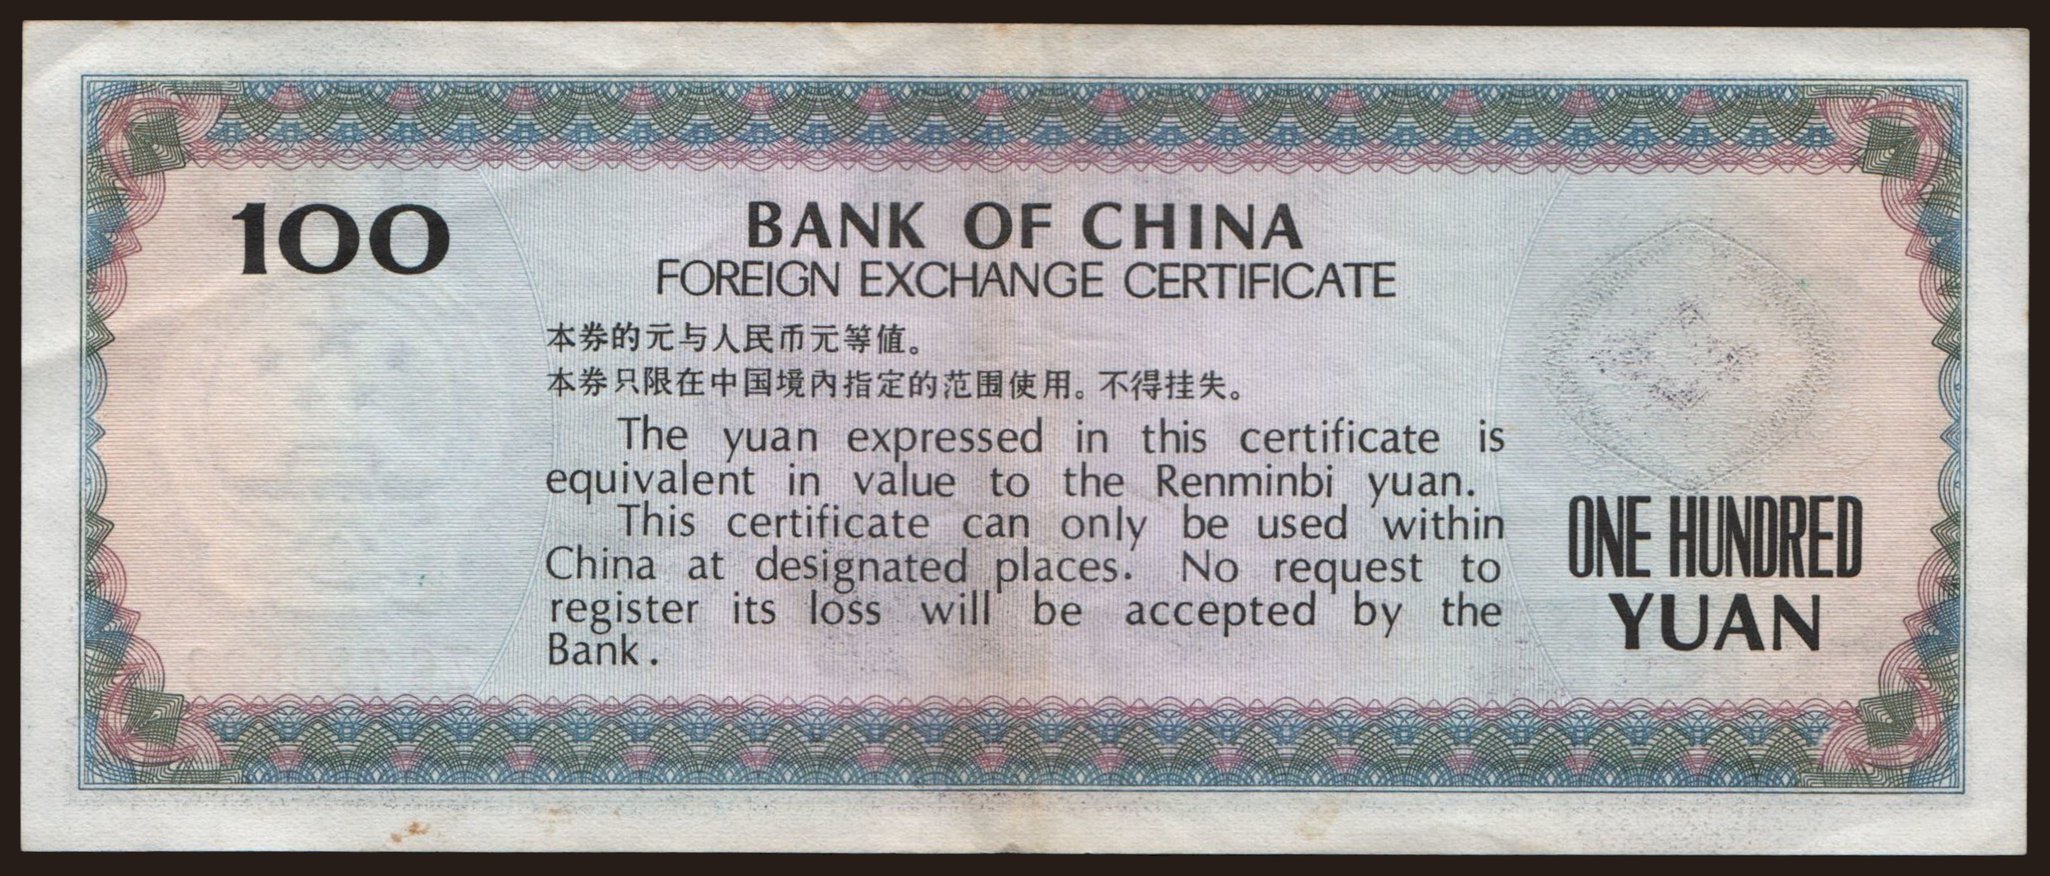 100
BANK OF CHINA
FOREIGN EXCHANGE CERTIFICATE
本券的元与人民币元等值。
本券只限在中国境内指定的范围使用。不得挂失。
The yuan expressed in this certificate is
equivalent in value to the Renminbi yuan.
This certificate can only be used within
China at designated places. No request to
register its loss will be accepted by the
Bank.
ONE HUNDRED
YUAN